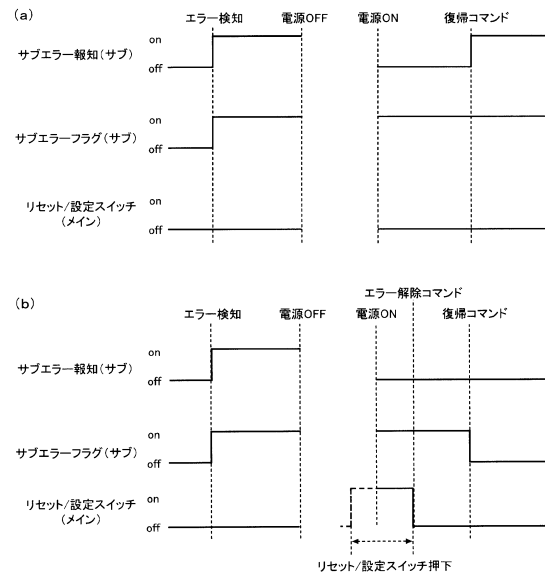 (a)
エラー検知 電源OFF 電源ON 復帰コマンド
on
サブエラー報知(サブ)
off
on
サブエラーフラグ(サブ)
off
リセット/設定スイッチ on
(メイン)
off
(b)
エラー解除コマンド
エラー検知 電源OFF 電源ON 復帰コマンド
on
サブエラー報知(サブ)
off
on
サブエラーフラグ(サブ)
off
リセット/設定スイッチ on
(メイン)
off
リセット/設定スイッチ押下